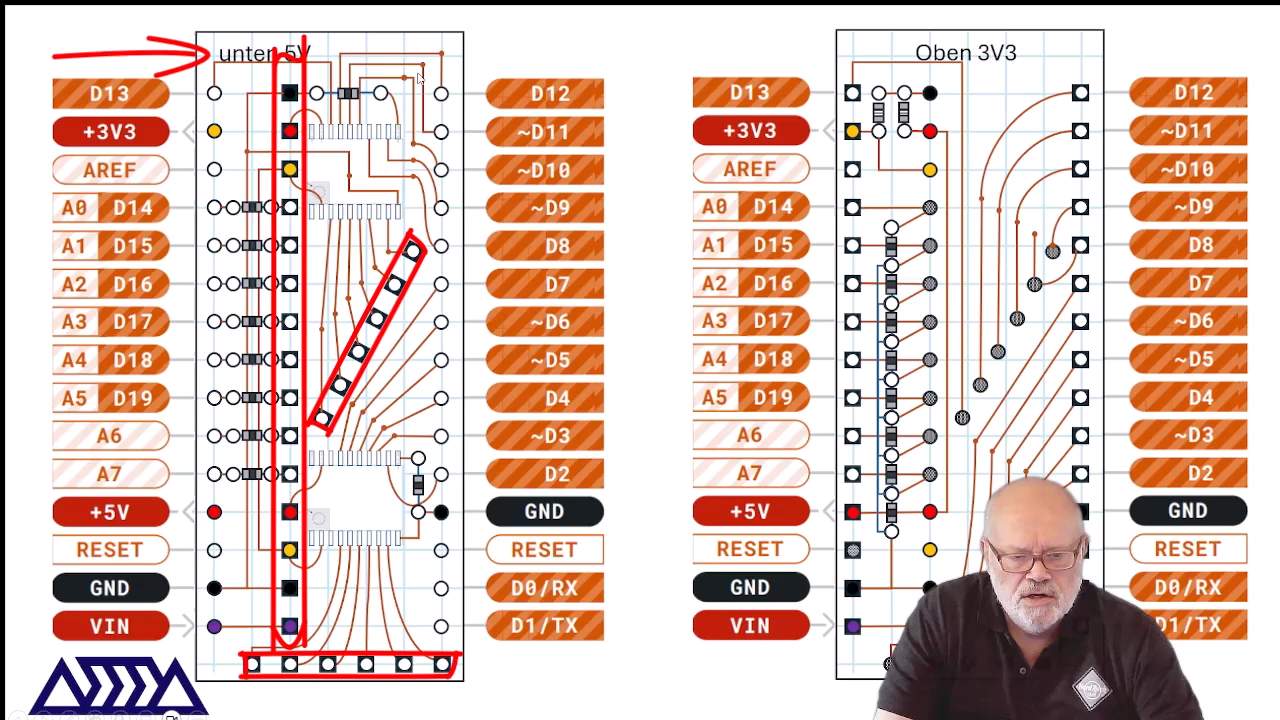 unten 5V
D13
+3V3
AREF
A0 D14
A1 D15
A2 D16
A3 D17
A4 D18
A5 D19
A6
A7
+5V
RESET
GND
VIN
D12
~D11
~D10
~D9
D8
D7
~D6
~D5
D4
~D3
D2
GND
RESET
D0/RX
D1/TX
Oben 3V3
D13
+3V3
AREF
A0 D14
A1 D15
A2 D16
A3 D17
A4 D18
A5 D19
A6
A7
+5V
RESET
GND
VIN
D12
~D11
~D10
~D9
D8
D7
~D6
~D5
D4
~D3
D2
GND
RESET
D0/RX
D1/TX